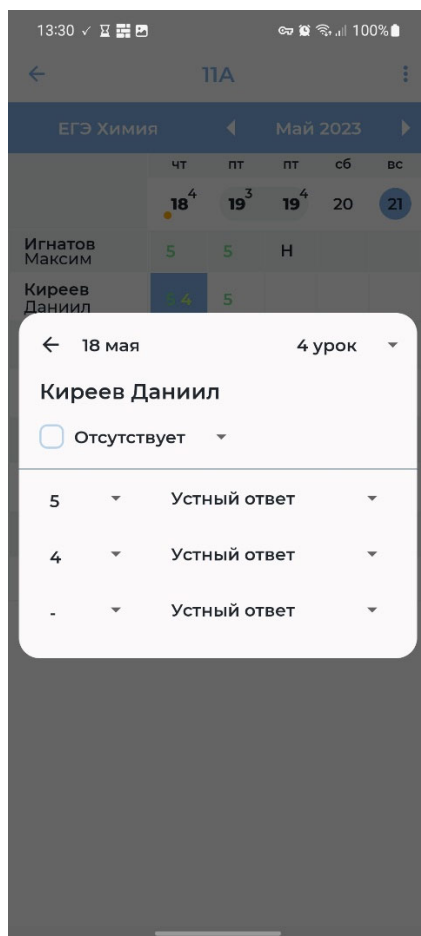 13:30 100%
11А
ЕГЭ Химия Май 2023
чт пт пт сб вс
18⁴ 19³ 19⁴ 20 21
Игнатов
Максим 5 5 Н
Киреев
Даниил 5 4 5
18 мая 4 урок
Киреев Даниил
Отсутствует
5 Устный ответ
4 Устный ответ
- Устный ответ